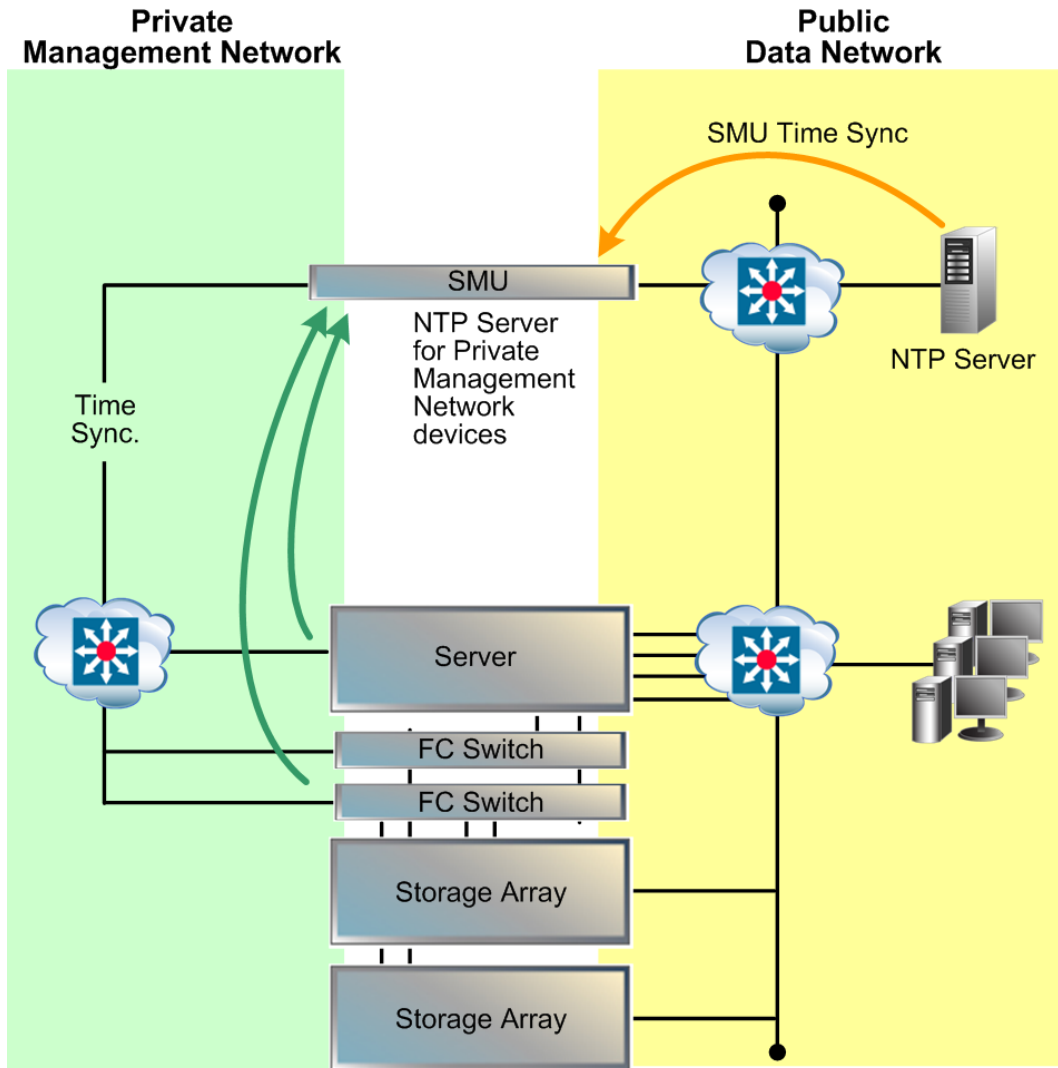 Private
Management Network
Public
Data Network
SMU Time Sync
SMU
NTP Server
for Private
Management
Network
devices
NTP Server
Time
Sync.
Server
FC Switch
FC Switch
Storage Array
Storage Array